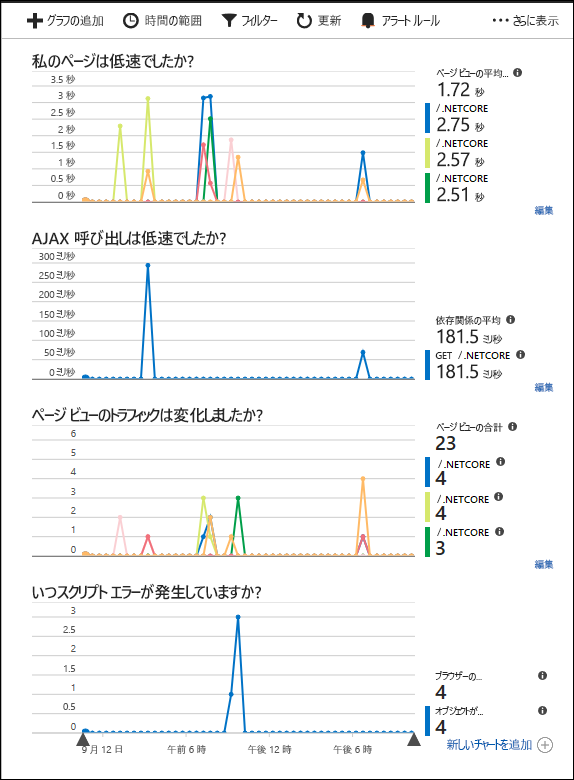 グラフの追加 時間の範囲 フィルター 更新 アラート ルール ••• さらに表示
私のページは低速でしたか?
3.5 秒
3 秒
2.5 秒
2 秒
1.5 秒
1 秒
0.5 秒
0 秒
ページ ビューの平均...
1.72 秒
/ .NETCORE
2.75 秒
/ .NETCORE
2.57 秒
/ .NETCORE
2.51 秒
編集
AJAX 呼び出しは低速でしたか?
300 ミリ秒
250 ミリ秒
200 ミリ秒
150 ミリ秒
100 ミリ秒
50 ミリ秒
0 ミリ秒
依存関係の平均
181.5 ミリ秒
GET / .NETCORE
181.5 ミリ秒
編集
ページ ビューのトラフィックは変化しましたか?
6
5
4
3
2
1
0
ページ ビューの合計
23
/ .NETCORE
4
/ .NETCORE
4
/ .NETCORE
3
編集
いつスクリプト エラーが発生していますか?
3
2.5
2
1.5
1
0.5
0
9 月 12 日 午前 6 時 午後 12 時 午後 6 時
ブラウザーの...
4
オブジェクトが...
4
新しいチャートを追加